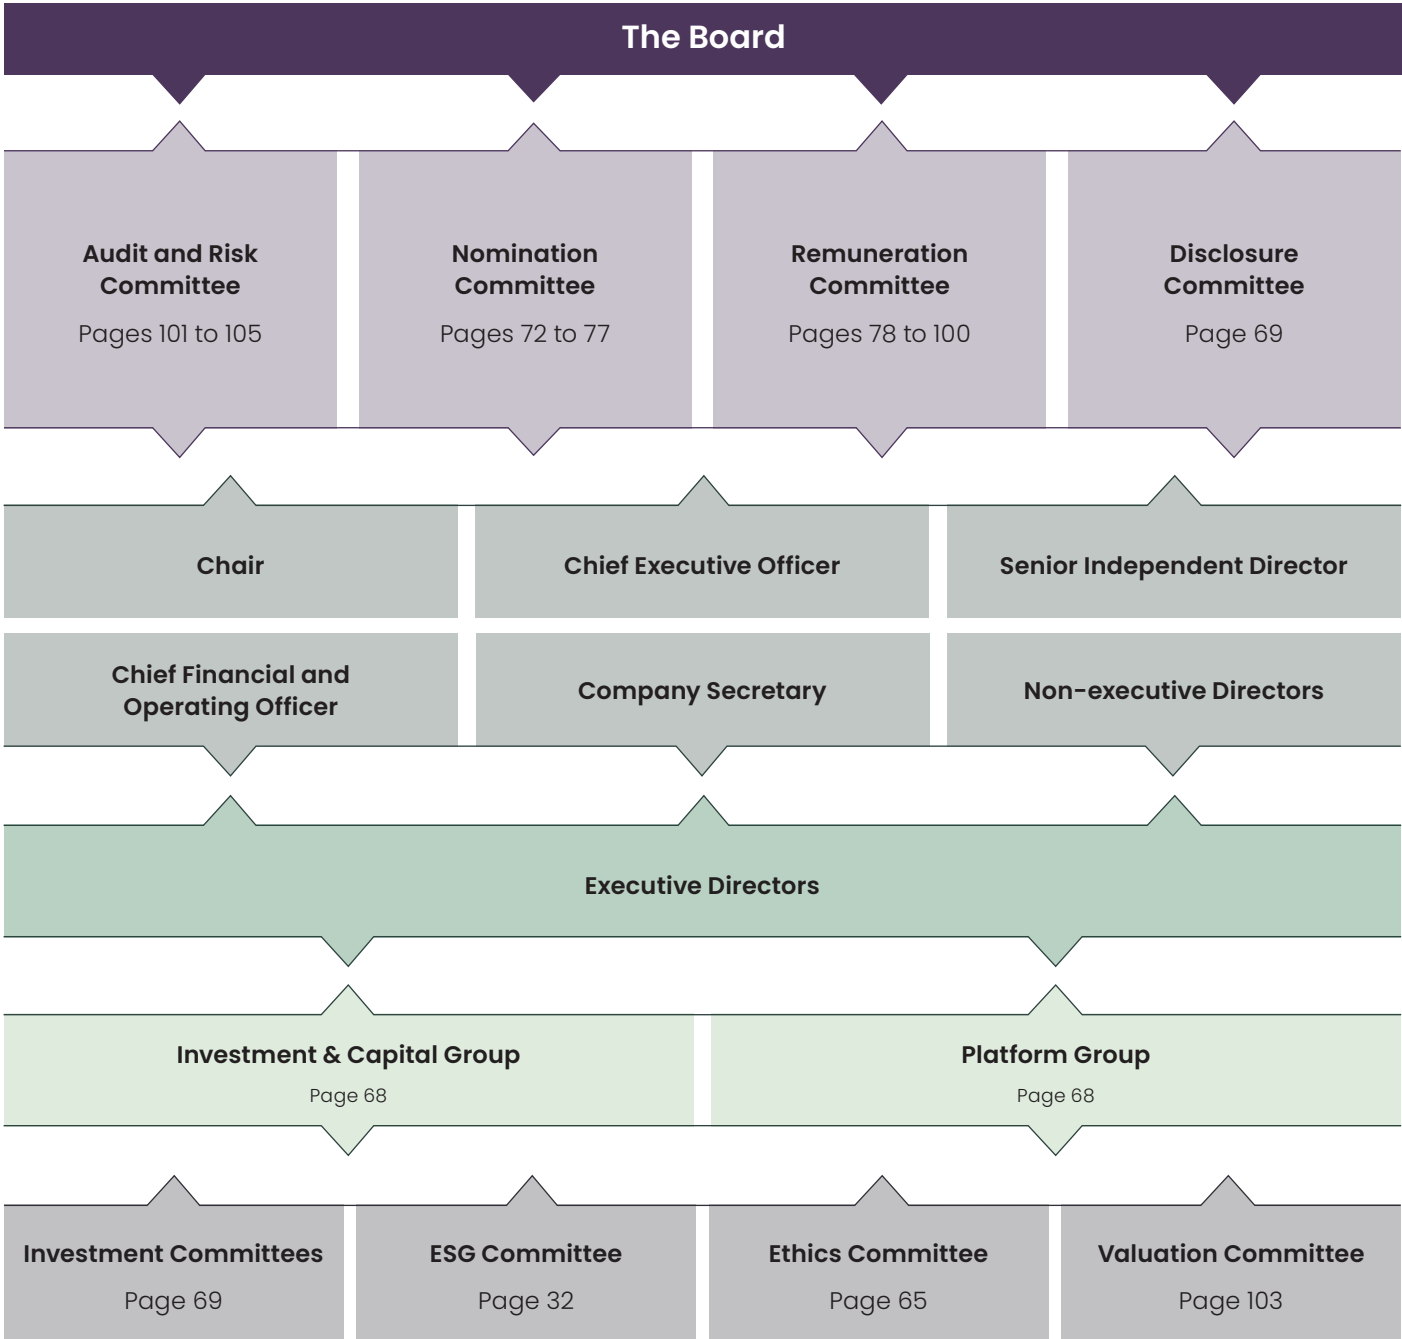 The Board
Audit and Risk
Committee
Pages 101 to 105
Nomination
Committee
Pages 72 to 77
Remuneration
Committee
Pages 78 to 100
Disclosure
Committee
Page 69
Chair
Chief Executive Officer
Senior Independent Director
Chief Financial and
Operating Officer
Company Secretary
Non-executive Directors
Executive Directors
Investment & Capital Group
Page 68
Platform Group
Page 68
Investment Committees
Page 69
ESG Committee
Page 32
Ethics Committee
Page 65
Valuation Committee
Page 103